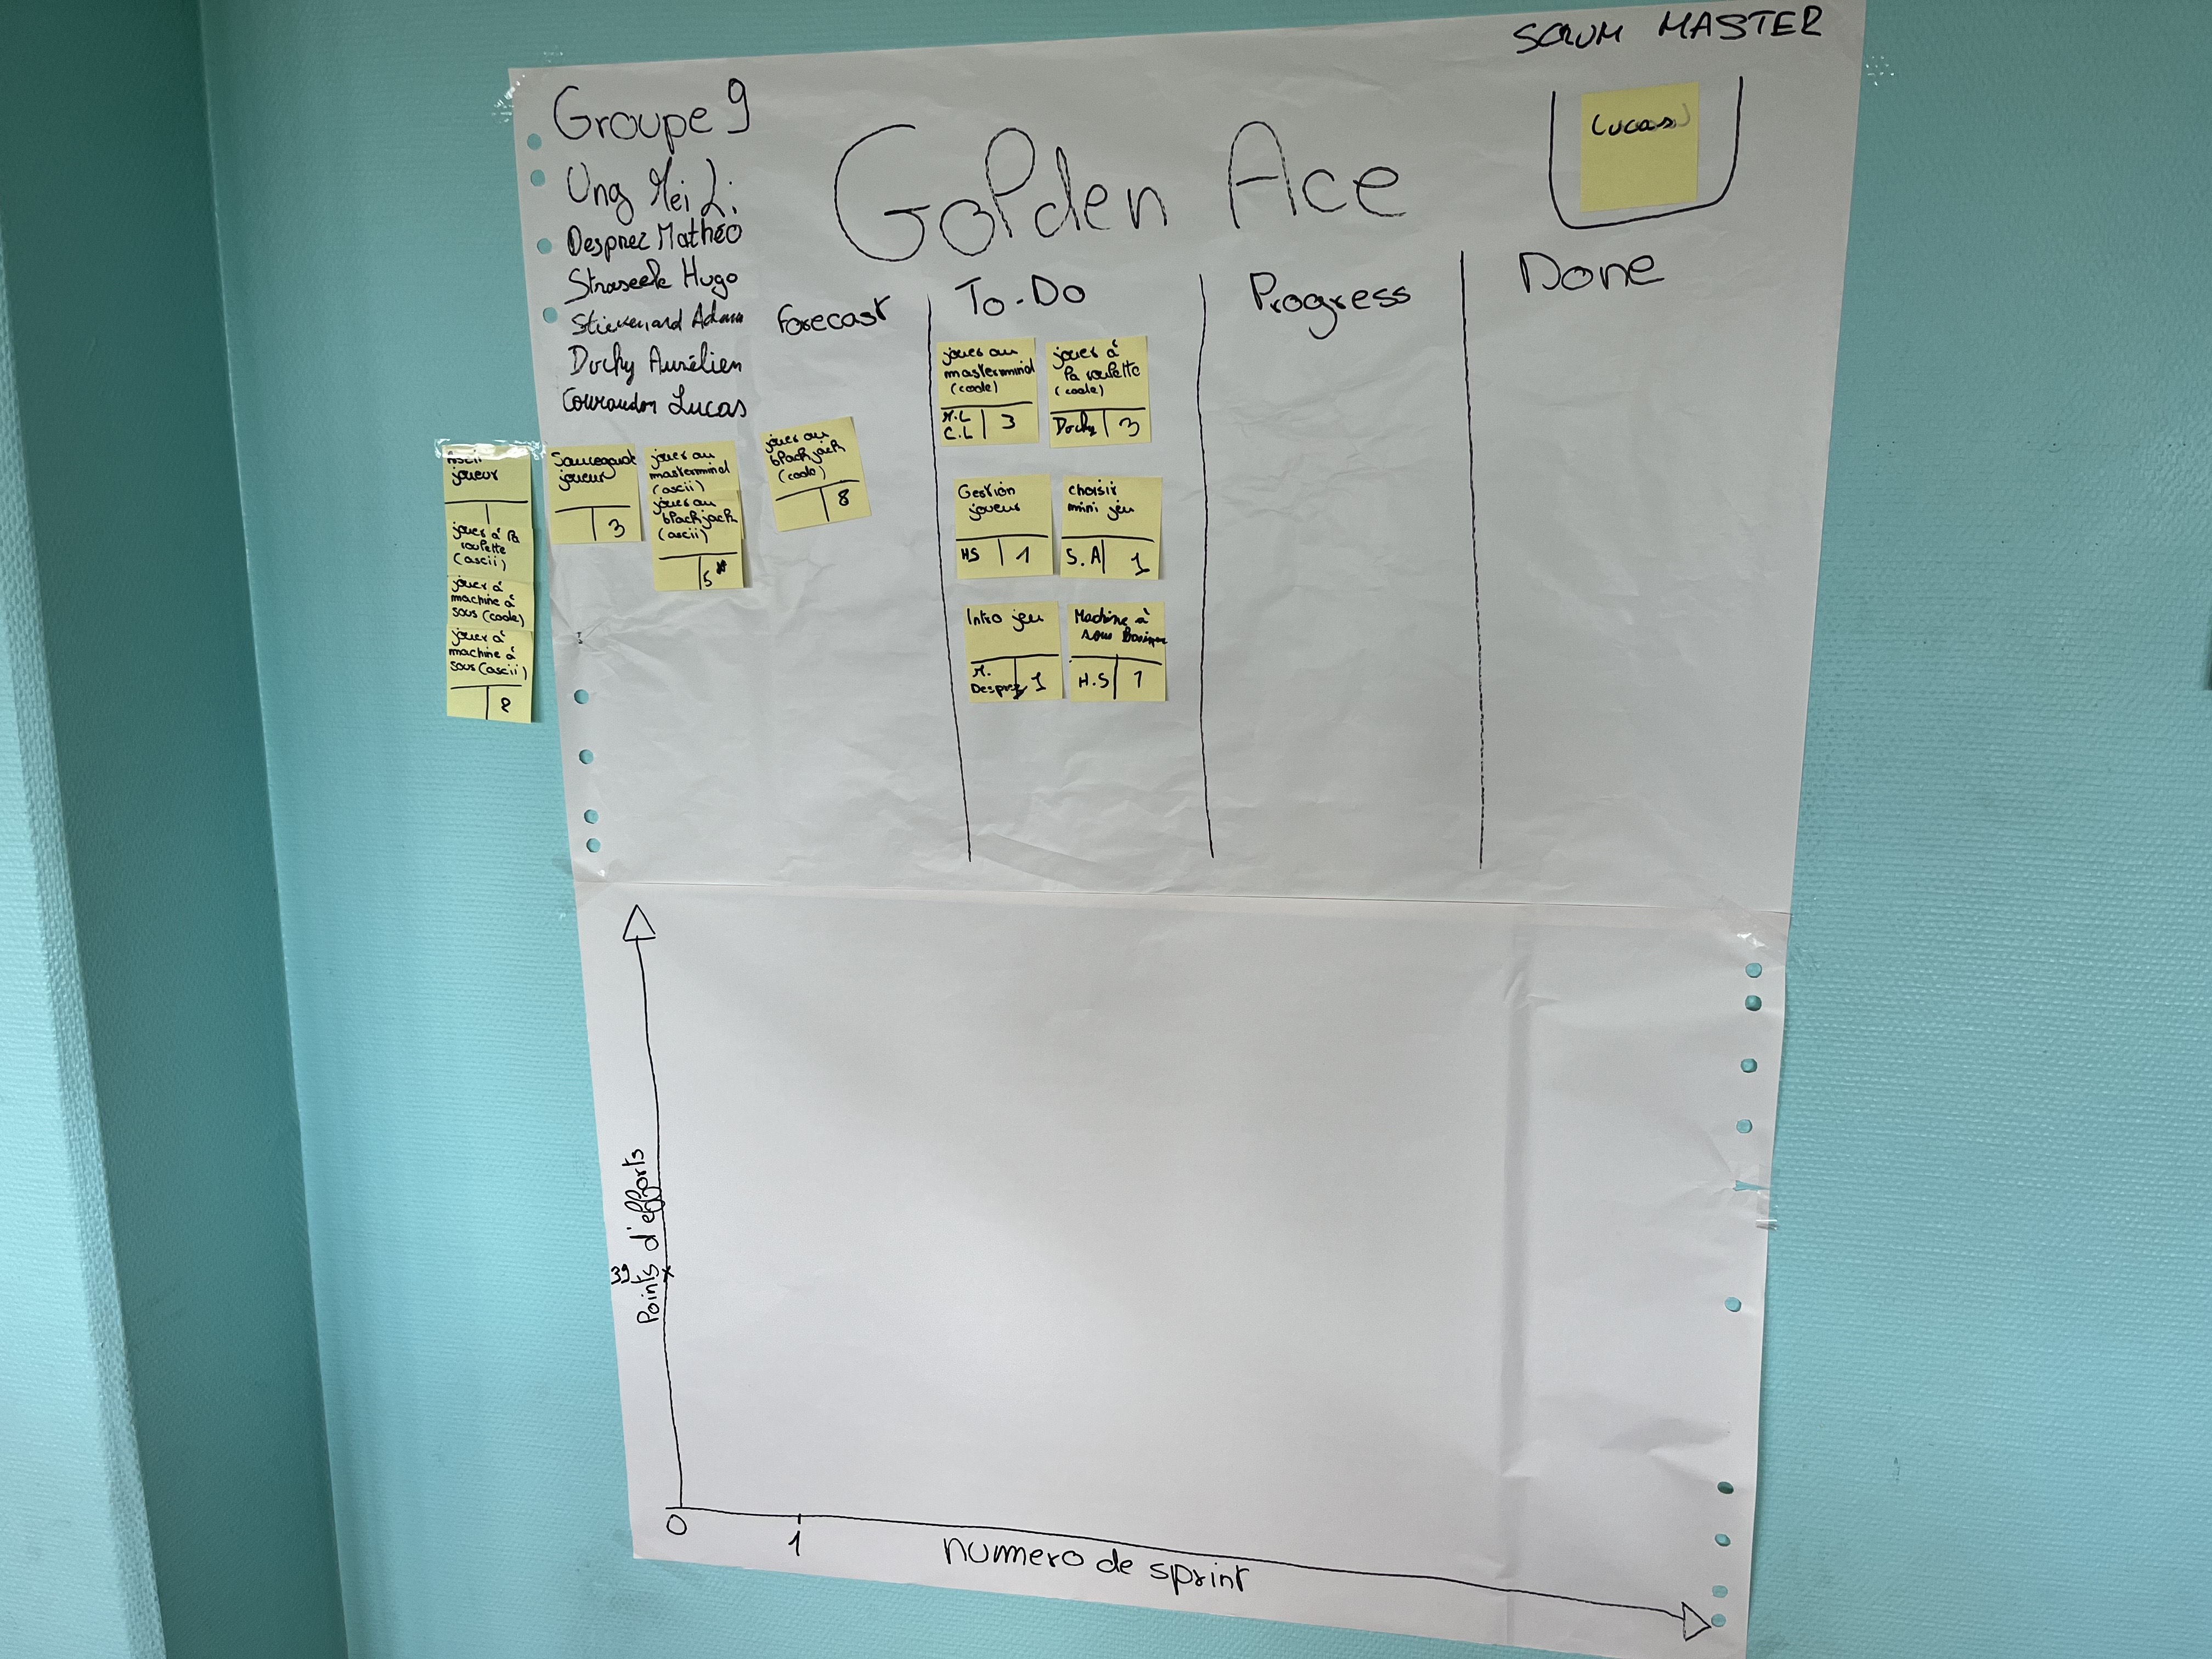 SCRUM MASTER
Lucas
Groupe 9
Golden Ace
Ung Mei Li
Desprez Mathéo
Straseele Hugo
Stievenard Adam
Dochy Aurélien
Courandon Lucas
Forecast
To-Do
Progress
Done
Ascii
joueur
jouer à la
roulette
(ascii)
jouer à
machine à
sous (code)
jouer à
machine à
sous (ascii)
8
Sauvegarde
joueur
3
jouer au
mastermind
(ascii)
jouer au
blackjack
(ascii)
5
jouer au
blackjack
(code)
8
jouer au
mastermind
(code)
M.L
C.L
3
jouer à
la roulette
(code)
Dochy
3
Gestion
joueur
HS
1
choisir
mini jeu
S.A
1
Intro jeu
M.
Desprez
1
Machine à
sous
H.S
1
Points d'efforts
39
0
1
numero de sprint